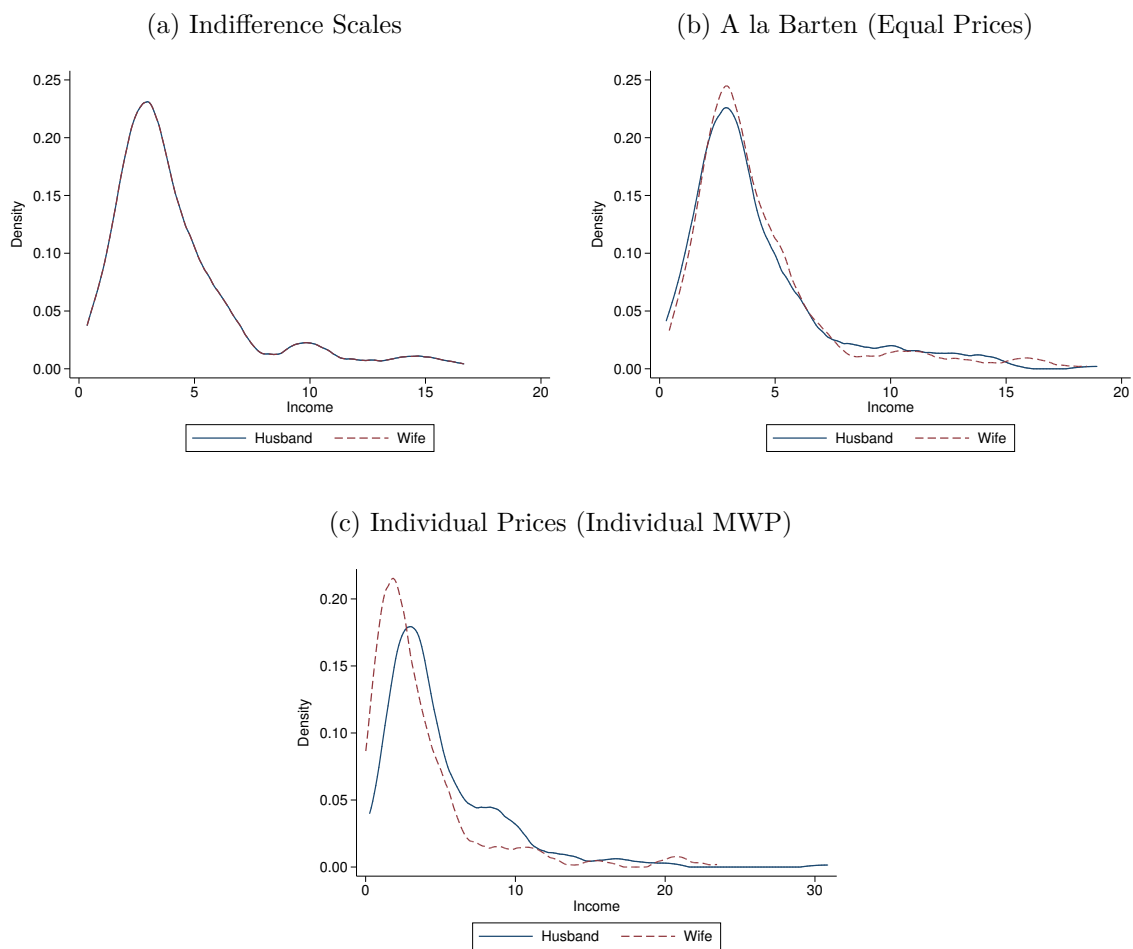 (a) Indifference Scales
0.25
0.20
0.15
0.10
0.05
0.00
Density
0 5 10 15 20
Income
Husband Wife
(b) A la Barten (Equal Prices)
0.25
0.20
0.15
0.10
0.05
0.00
Density
0 5 10 15 20
Income
Husband Wife
(c) Individual Prices (Individual MWP)
0.20
0.15
0.10
0.05
0.00
Density
0 10 20 30
Income
Husband Wife